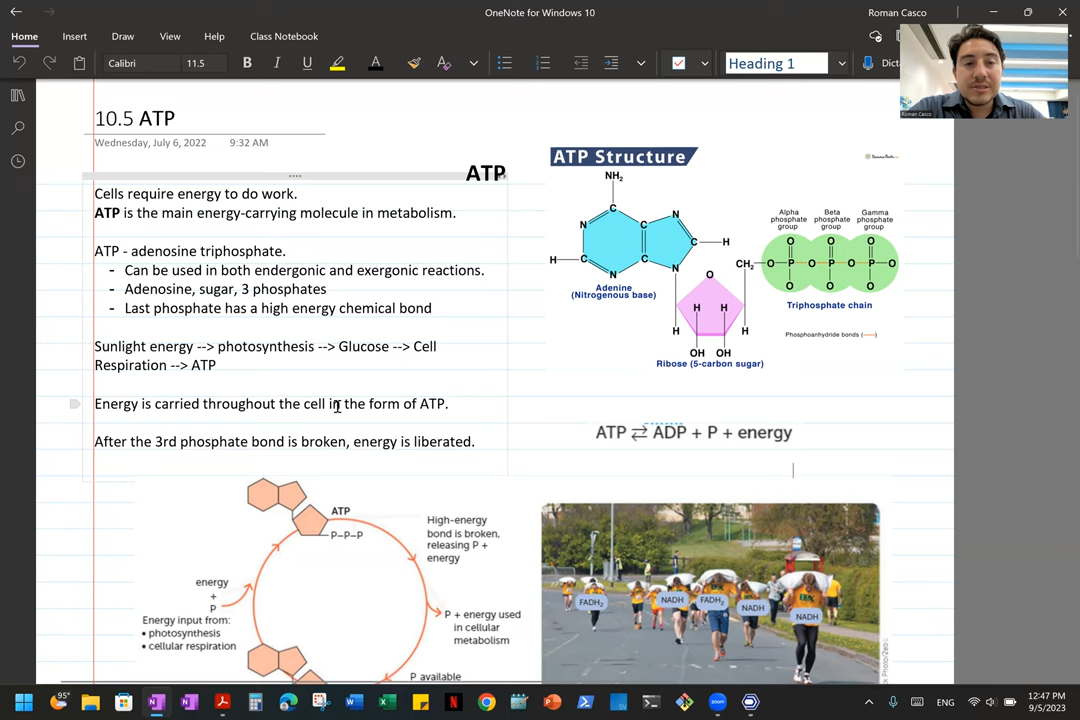 OneNote for Windows 10
Roman Casco
Home Insert Draw View Help Class Notebook
Calibri 11.5 B I U A Heading 1 Dict
Roman Casco
10.5 ATP
Wednesday, July 6, 2022 9:32 AM
ATP
Cells require energy to do work.
ATP is the main energy-carrying molecule in metabolism.
ATP - adenosine triphosphate.
- Can be used in both endergonic and exergonic reactions.
- Adenosine, sugar, 3 phosphates
- Last phosphate has a high energy chemical bond
Sunlight energy --> photosynthesis --> Glucose --> Cell
Respiration --> ATP
Energy is carried throughout the cell in the form of ATP.
After the 3rd phosphate bond is broken, energy is liberated.
ATP Structure
NH2
N C C N C H
H C N C N
Adenine
(Nitrogenous base)
Alpha
phosphate
group
Beta
phosphate
group
Gamma
phosphate
group
O O O
CH2 O P O P O P O
O O O
Triphosphate chain
O
H H
H H
OH OH
Ribose (5-carbon sugar)
Phosphoanhydride bonds (—)
ATP ⇄ ADP + P + energy
ATP
P–P–P
High-energy
bond is broken,
releasing P +
energy
energy
+
P
Energy input from:
• photosynthesis
• cellular respiration
P + energy used
in cellular
metabolism
P available
FADH2
NADH
FADH2
NADH
NADH
95°
ENG
12:47 PM
9/5/2023